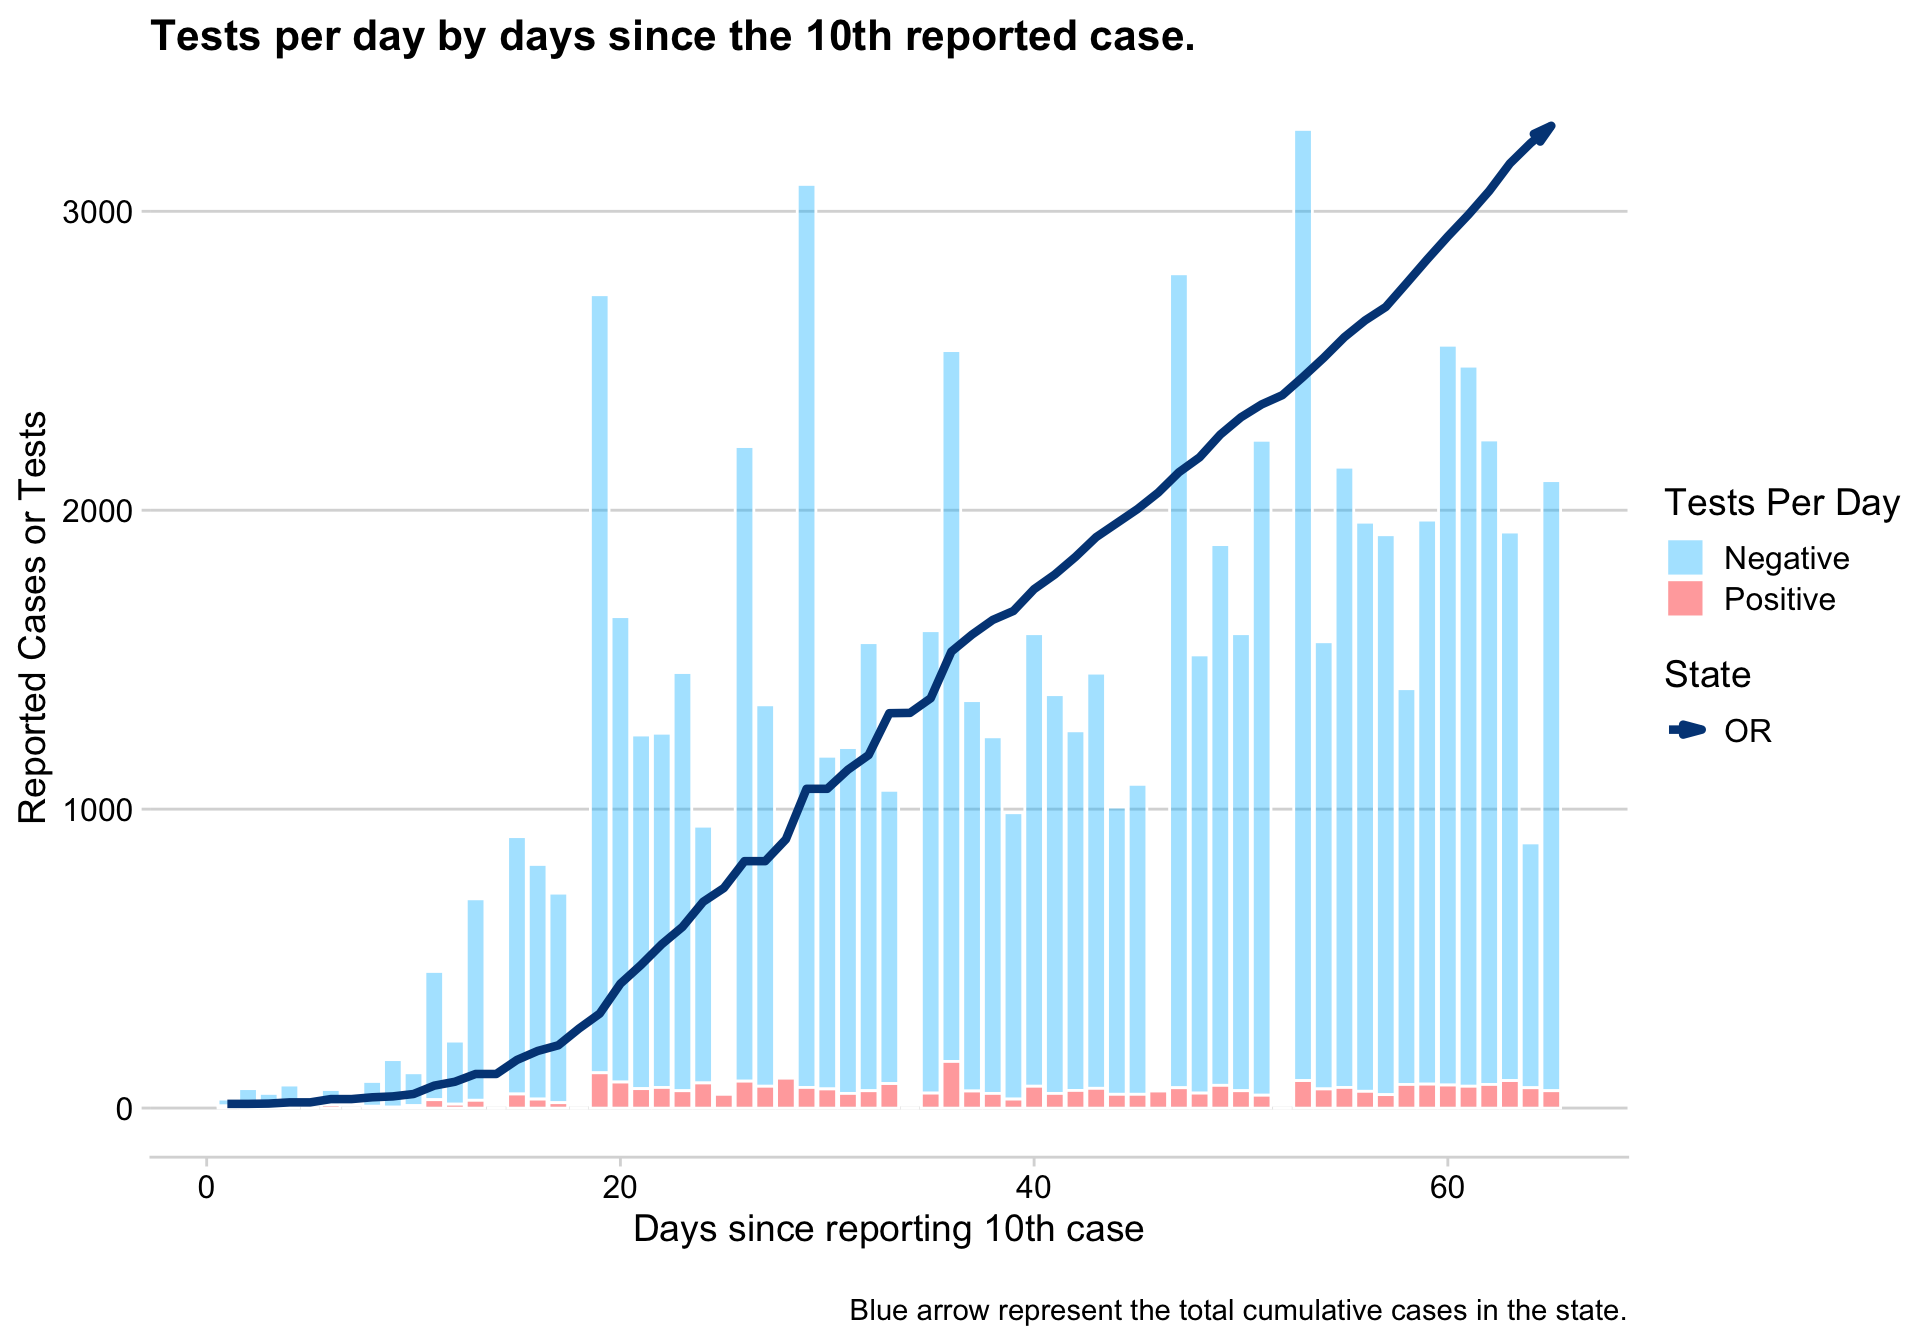 Tests per day by days since the 10th reported case.
Reported Cases or Tests
3000
2000
1000
0
0
20
40
60
Days since reporting 10th case
Tests Per Day
Negative
Positive
State
OR
Blue arrow represent the total cumulative cases in the state.